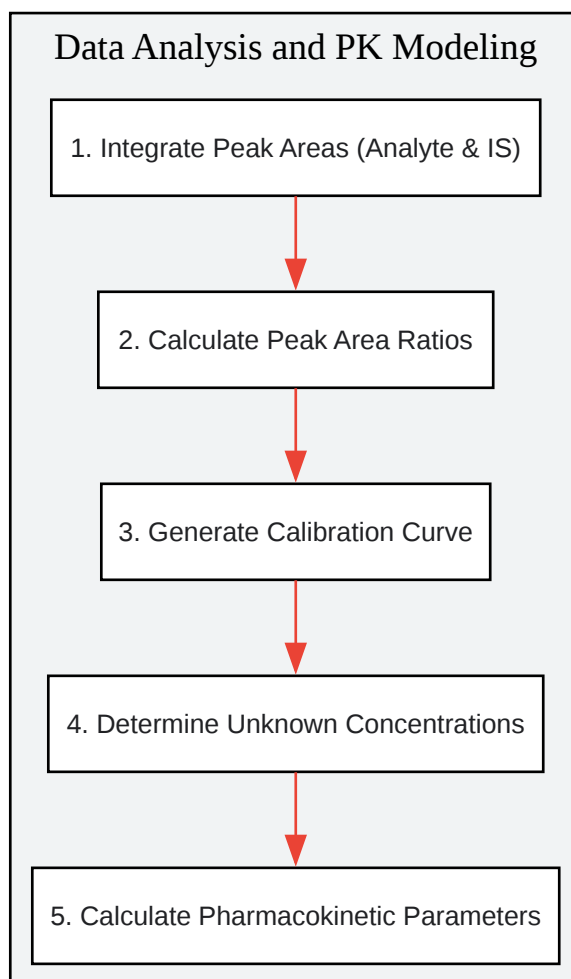 Data Analysis and PK Modeling
1. Integrate Peak Areas (Analyte & IS)
2. Calculate Peak Area Ratios
3. Generate Calibration Curve
4. Determine Unknown Concentrations
5. Calculate Pharmacokinetic Parameters